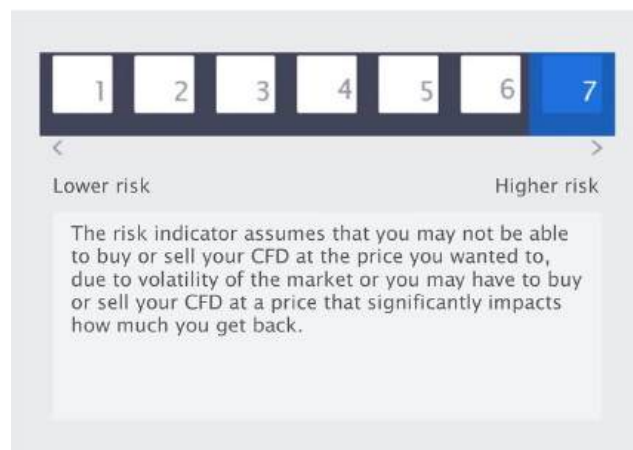 1 2 3 4 5 6 7
< >
Lower risk Higher risk
The risk indicator assumes that you may not be able
to buy or sell your CFD at the price you wanted to,
due to volatility of the market or you may have to buy
or sell your CFD at a price that significantly impacts
how much you get back.